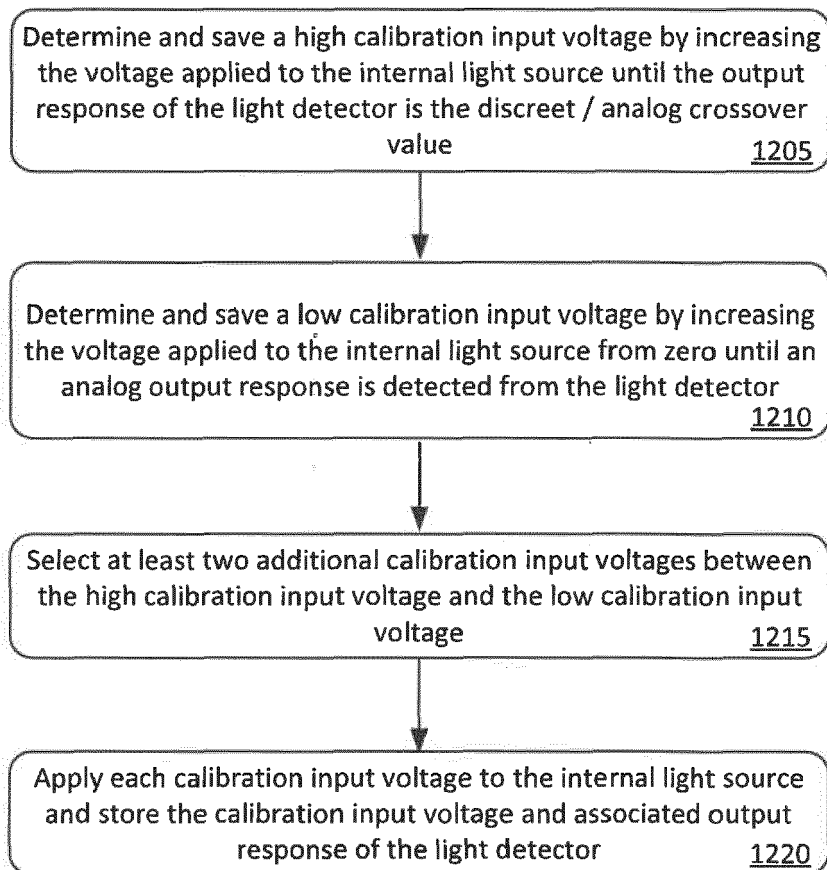 Determine and save a high calibration input voltage by increasing
the voltage applied to the internal light source until the output
response of the light detector is the discreet / analog crossover
value
1205
Determine and save a low calibration input voltage by increasing
the voltage applied to the internal light source from zero until an
analog output response is detected from the light detector
1210
Select at least two additional calibration input voltages between
the high calibration input voltage and the low calibration input
voltage
1215
Apply each calibration input voltage to the internal light source
and store the calibration input voltage and associated output
response of the light detector
1220